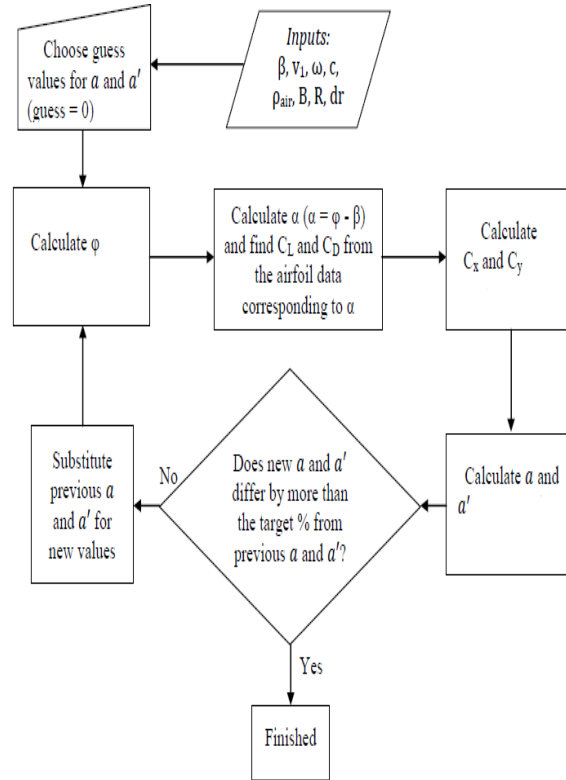 Choose guess
values for a and a′
(guess = 0)
Inputs:
β, v₁, ω, c,
ρair, B, R, dr
Calculate φ
Calculate α (α = φ - β)
and find CL and CD from
the airfoil data
corresponding to α
Calculate
Cx and Cy
Substitute
previous a
and a′ for
new values
No
Does new a and a′
differ by more than
the target % from
previous a and a′?
Calculate a and
a′
Yes
Finished